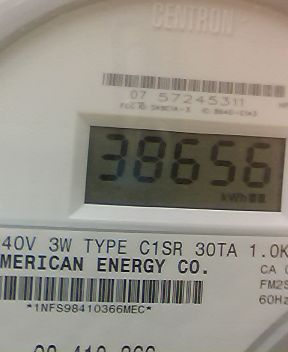 CENTRON
07 57245311
38656
kWh
40V 3W TYPE C1SR 30TA 1.0K
MERICAN ENERGY CO.
CA
FM2S
60Hz
*1NFS98410366MEC*